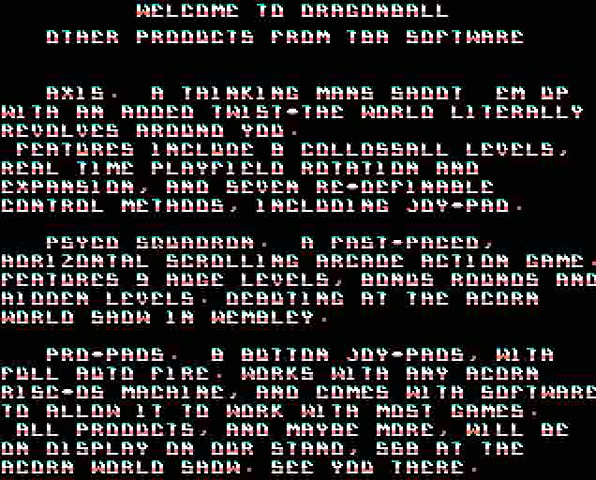 WELCOME TO DRAGONBALL
OTHER PRODUCTS FROM TBA SOFTWARE
AXIS. A THINKING MANS SHOOT EM UP
WITH AN ADDED TWIST-THE WORLD LITERALLY
REVOLVES AROUND YOU.
FEATURES INCLUDE 8 COLLOSSALL LEVELS,
REAL TIME PLAYFIELD ROTATION AND
EXPANSION, AND SEVEN RE-DEFINABLE
CONTROL METHODS, INCLUDING JOY-PAD.
PSYCO SQUADRON. A FAST-PACED,
HORIZONTAL SCROLLING ARCADE ACTION GAME.
FEATURES 9 HUGE LEVELS, BONUS ROUNDS AND
HIDDEN LEVELS. DEBUTING AT THE ACORN
WORLD SHOW IN WEMBLEY.
PRO-PADS. 8 BUTTON JOY-PADS, WITH
FULL AUTO FIRE. WORKS WITH ANY ACORN
RISC-OS MACHINE, AND COMES WITH SOFTWARE
TO ALLOW IT TO WORK WITH MOST GAMES.
ALL PRODUCTS, AND MAYBE MORE, WILL BE
ON DISPLAY ON OUR STAND, S60 AT THE
ACORN WORLD SHOW. SEE YOU THERE.